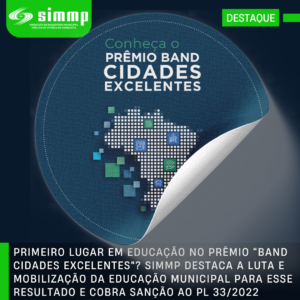 simmp
DESTAQUE
Conheça o
PRÊMIO BAND
CIDADES
EXCELENTES
PRIMEIRO LUGAR EM EDUCAÇÃO NO PRÊMIO "BAND
CIDADES EXCELENTES"? SIMMP DESTACA A LUTA E
MOBILIZAÇÃO DA EDUCAÇÃO MUNICIPAL PARA ESSE
RESULTADO E COBRA SANÇÃO AO PL 33/2022